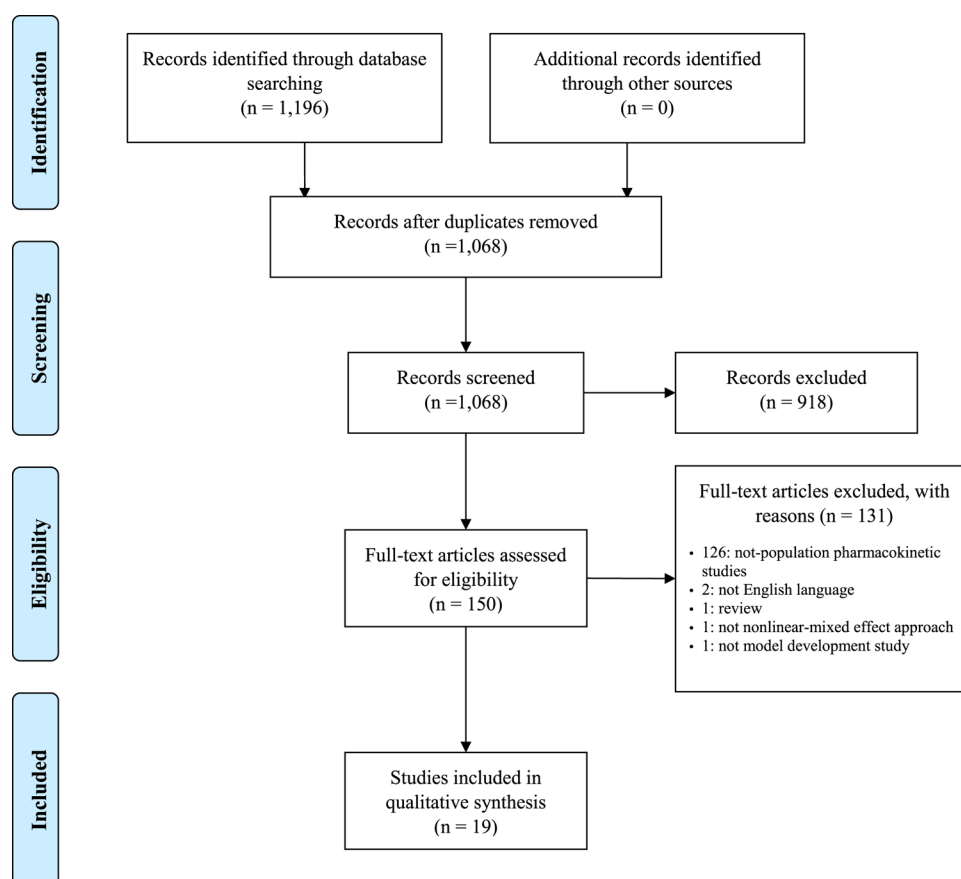 Identification
Records identified through database
searching
(n = 1,196)
Additional records identified
through other sources
(n = 0)
Records after duplicates removed
(n =1,068)
Screening
Records screened
(n =1,068)
Records excluded
(n = 918)
Eligibility
Full-text articles assessed
for eligibility
(n = 150)
Full-text articles excluded, with
reasons (n = 131)
• 126: not-population pharmacokinetic
studies
• 2: not English language
• 1: review
• 1: not nonlinear-mixed effect approach
• 1: not model development study
Included
Studies included in
qualitative synthesis
(n = 19)